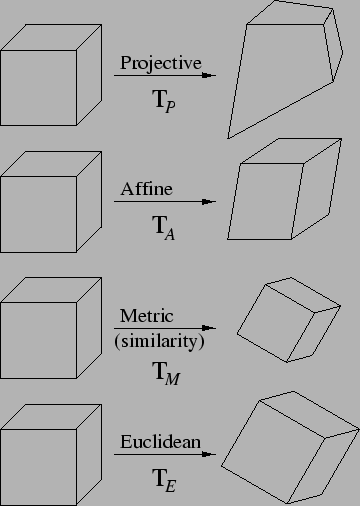 Projective
T_P
Affine
T_A
Metric
(similarity)
T_M
Euclidean
T_E